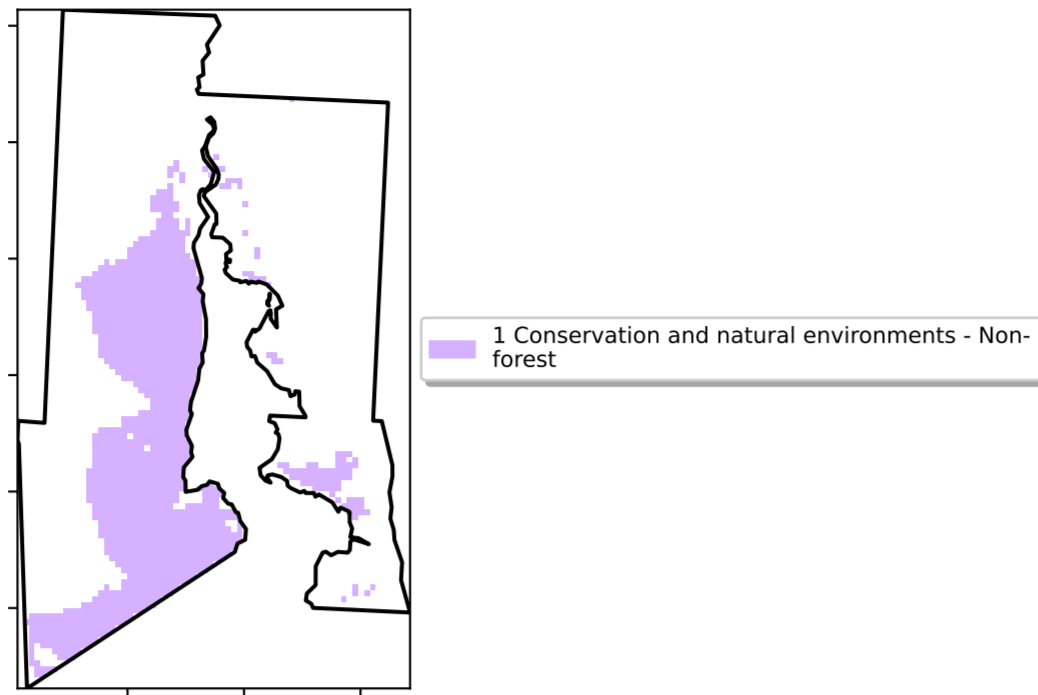 1 Conservation and natural environments - Non-
forest